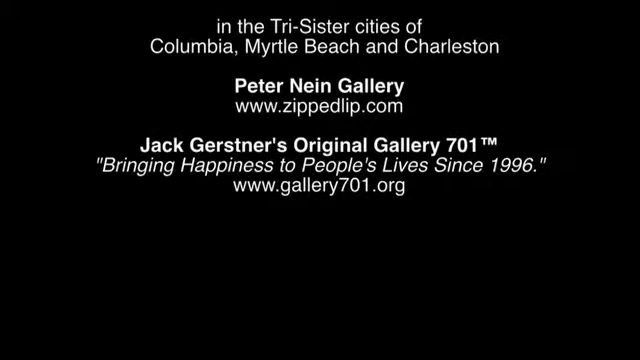 in the Tri-Sister cities of
Columbia, Myrtle Beach and Charleston
Peter Nein Gallery
www.zippedlip.com
Jack Gerstner's Original Gallery 701™
"Bringing Happiness to People's Lives Since 1996."
www.gallery701.org